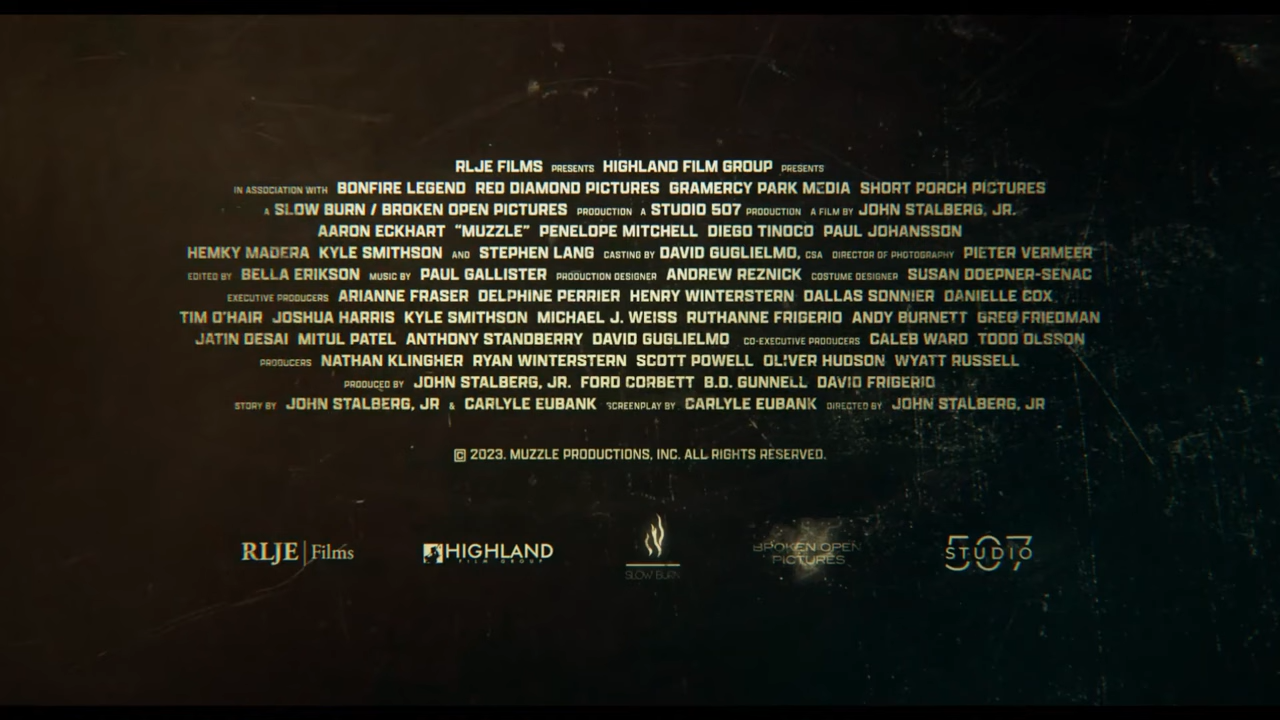 RLJE FILMS PRESENTS HIGHLAND FILM GROUP PRESENTS
IN ASSOCIATION WITH BONFIRE LEGEND RED DIAMOND PICTURES GRAMERCY PARK MEDIA SHORT PORCH PICTURES
A SLOW BURN / BROKEN OPEN PICTURES PRODUCTION A STUDIO 507 PRODUCTION A FILM BY JOHN STALBERG, JR.
AARON ECKHART "MUZZLE" PENELOPE MITCHELL DIEGO TINOCO PAUL JOHANSSON
HEMKY MADERA KYLE SMITHSON AND STEPHEN LANG CASTING BY DAVID GUGLIELMO, CSA DIRECTOR OF PHOTOGRAPHY PIETER VERMEER
EDITED BY BELLA ERIKSON MUSIC BY PAUL GALLISTER PRODUCTION DESIGNER ANDREW REZNICK COSTUME DESIGNER SUSAN DOEPNER-SENAC
EXECUTIVE PRODUCERS ARIANNE FRASER DELPHINE PERRIER HENRY WINTERSTERN DALLAS SONNIER DANIELLE COX
TIM O'HAIR JOSHUA HARRIS KYLE SMITHSON MICHAEL J. WEISS RUTHANNE FRIGERIO ANDY BURNETT GREG FRIEDMAN
JATIN DESAI MITUL PATEL ANTHONY STANDBERRY DAVID GUGLIELMO CO-EXECUTIVE PRODUCERS CALEB WARD TODD OLSSON
PRODUCERS NATHAN KLINGHER RYAN WINTERSTERN SCOTT POWELL OLIVER HUDSON WYATT RUSSELL
PRODUCED BY JOHN STALBERG, JR. FORD CORBETT B.D. GUNNELL DAVID FRIGERIO
STORY BY JOHN STALBERG, JR & CARLYLE EUBANK SCREENPLAY BY CARLYLE EUBANK DIRECTED BY JOHN STALBERG, JR
© 2023. MUZZLE PRODUCTIONS, INC. ALL RIGHTS RESERVED.
RLJE Films
HIGHLAND
FILM GROUP
SLOW BURN
BROKEN OPEN
PICTURES
STUDIO 507